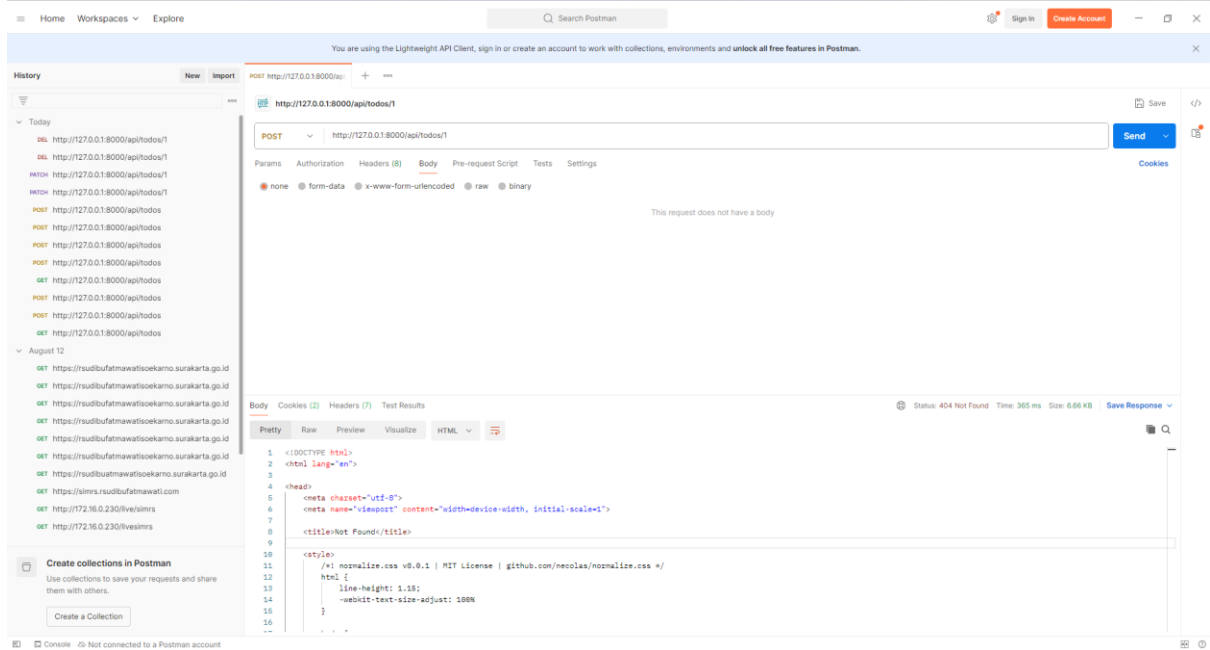 Home Workspaces Explore Search Postman Sign In Create Account
You are using the Lightweight API Client, sign in or create an account to work with collections, environments and unlock all free features in Postman.
History New Import
POST http://127.0.0.1:8000/api
http://127.0.0.1:8000/api/todos/1 Save
Today
DEL http://127.0.0.1:8000/api/todos/1
DEL http://127.0.0.1:8000/api/todos/1
PATCH http://127.0.0.1:8000/api/todos/1
PATCH http://127.0.0.1:8000/api/todos/1
POST http://127.0.0.1:8000/api/todos
POST http://127.0.0.1:8000/api/todos
POST http://127.0.0.1:8000/api/todos
POST http://127.0.0.1:8000/api/todos
GET http://127.0.0.1:8000/api/todos
POST http://127.0.0.1:8000/api/todos
POST http://127.0.0.1:8000/api/todos
GET http://127.0.0.1:8000/api/todos
August 12
GET https://rsudibufatmawatisoekarno.surakarta.go.id
GET https://rsudibufatmawatisoekarno.surakarta.go.id
GET https://rsudibufatmawatisoekarno.surakarta.go.id
GET https://rsudibufatmawatisoekarno.surakarta.go.id
GET https://rsudibufatmawatisoekarno.surakarta.go.id
GET https://rsudibufatmawatisoekarno.surakarta.go.id
GET https://rsudibuatmawatisoekarno.surakarta.go.id
GET https://simrs.rsudibufatmawati.com
GET http://172.16.0.230/live/simrs
GET http://172.16.0.230/livesimrs
Create collections in Postman
Use collections to save your requests and share
them with others.
Create a Collection
POST http://127.0.0.1:8000/api/todos/1 Send
Params Authorization Headers (8) Body Pre-request Script Tests Settings Cookies
none form-data x-www-form-urlencoded raw binary
This request does not have a body
Body Cookies (2) Headers (7) Test Results Status: 404 Not Found Time: 365 ms Size: 6.66 KB Save Response
Pretty Raw Preview Visualize HTML
1 <!DOCTYPE html>
2 <html lang="en">
3
4 <head>
5 <meta charset="utf-8">
6 <meta name="viewport" content="width=device-width, initial-scale=1">
7
8 <title>Not Found</title>
9
10 <style>
11 /*! normalize.css v8.0.1 | MIT License | github.com/necolas/normalize.css */
12 html {
13 line-height: 1.15;
14 -webkit-text-size-adjust: 100%
15 }
16
Console Not connected to a Postman account